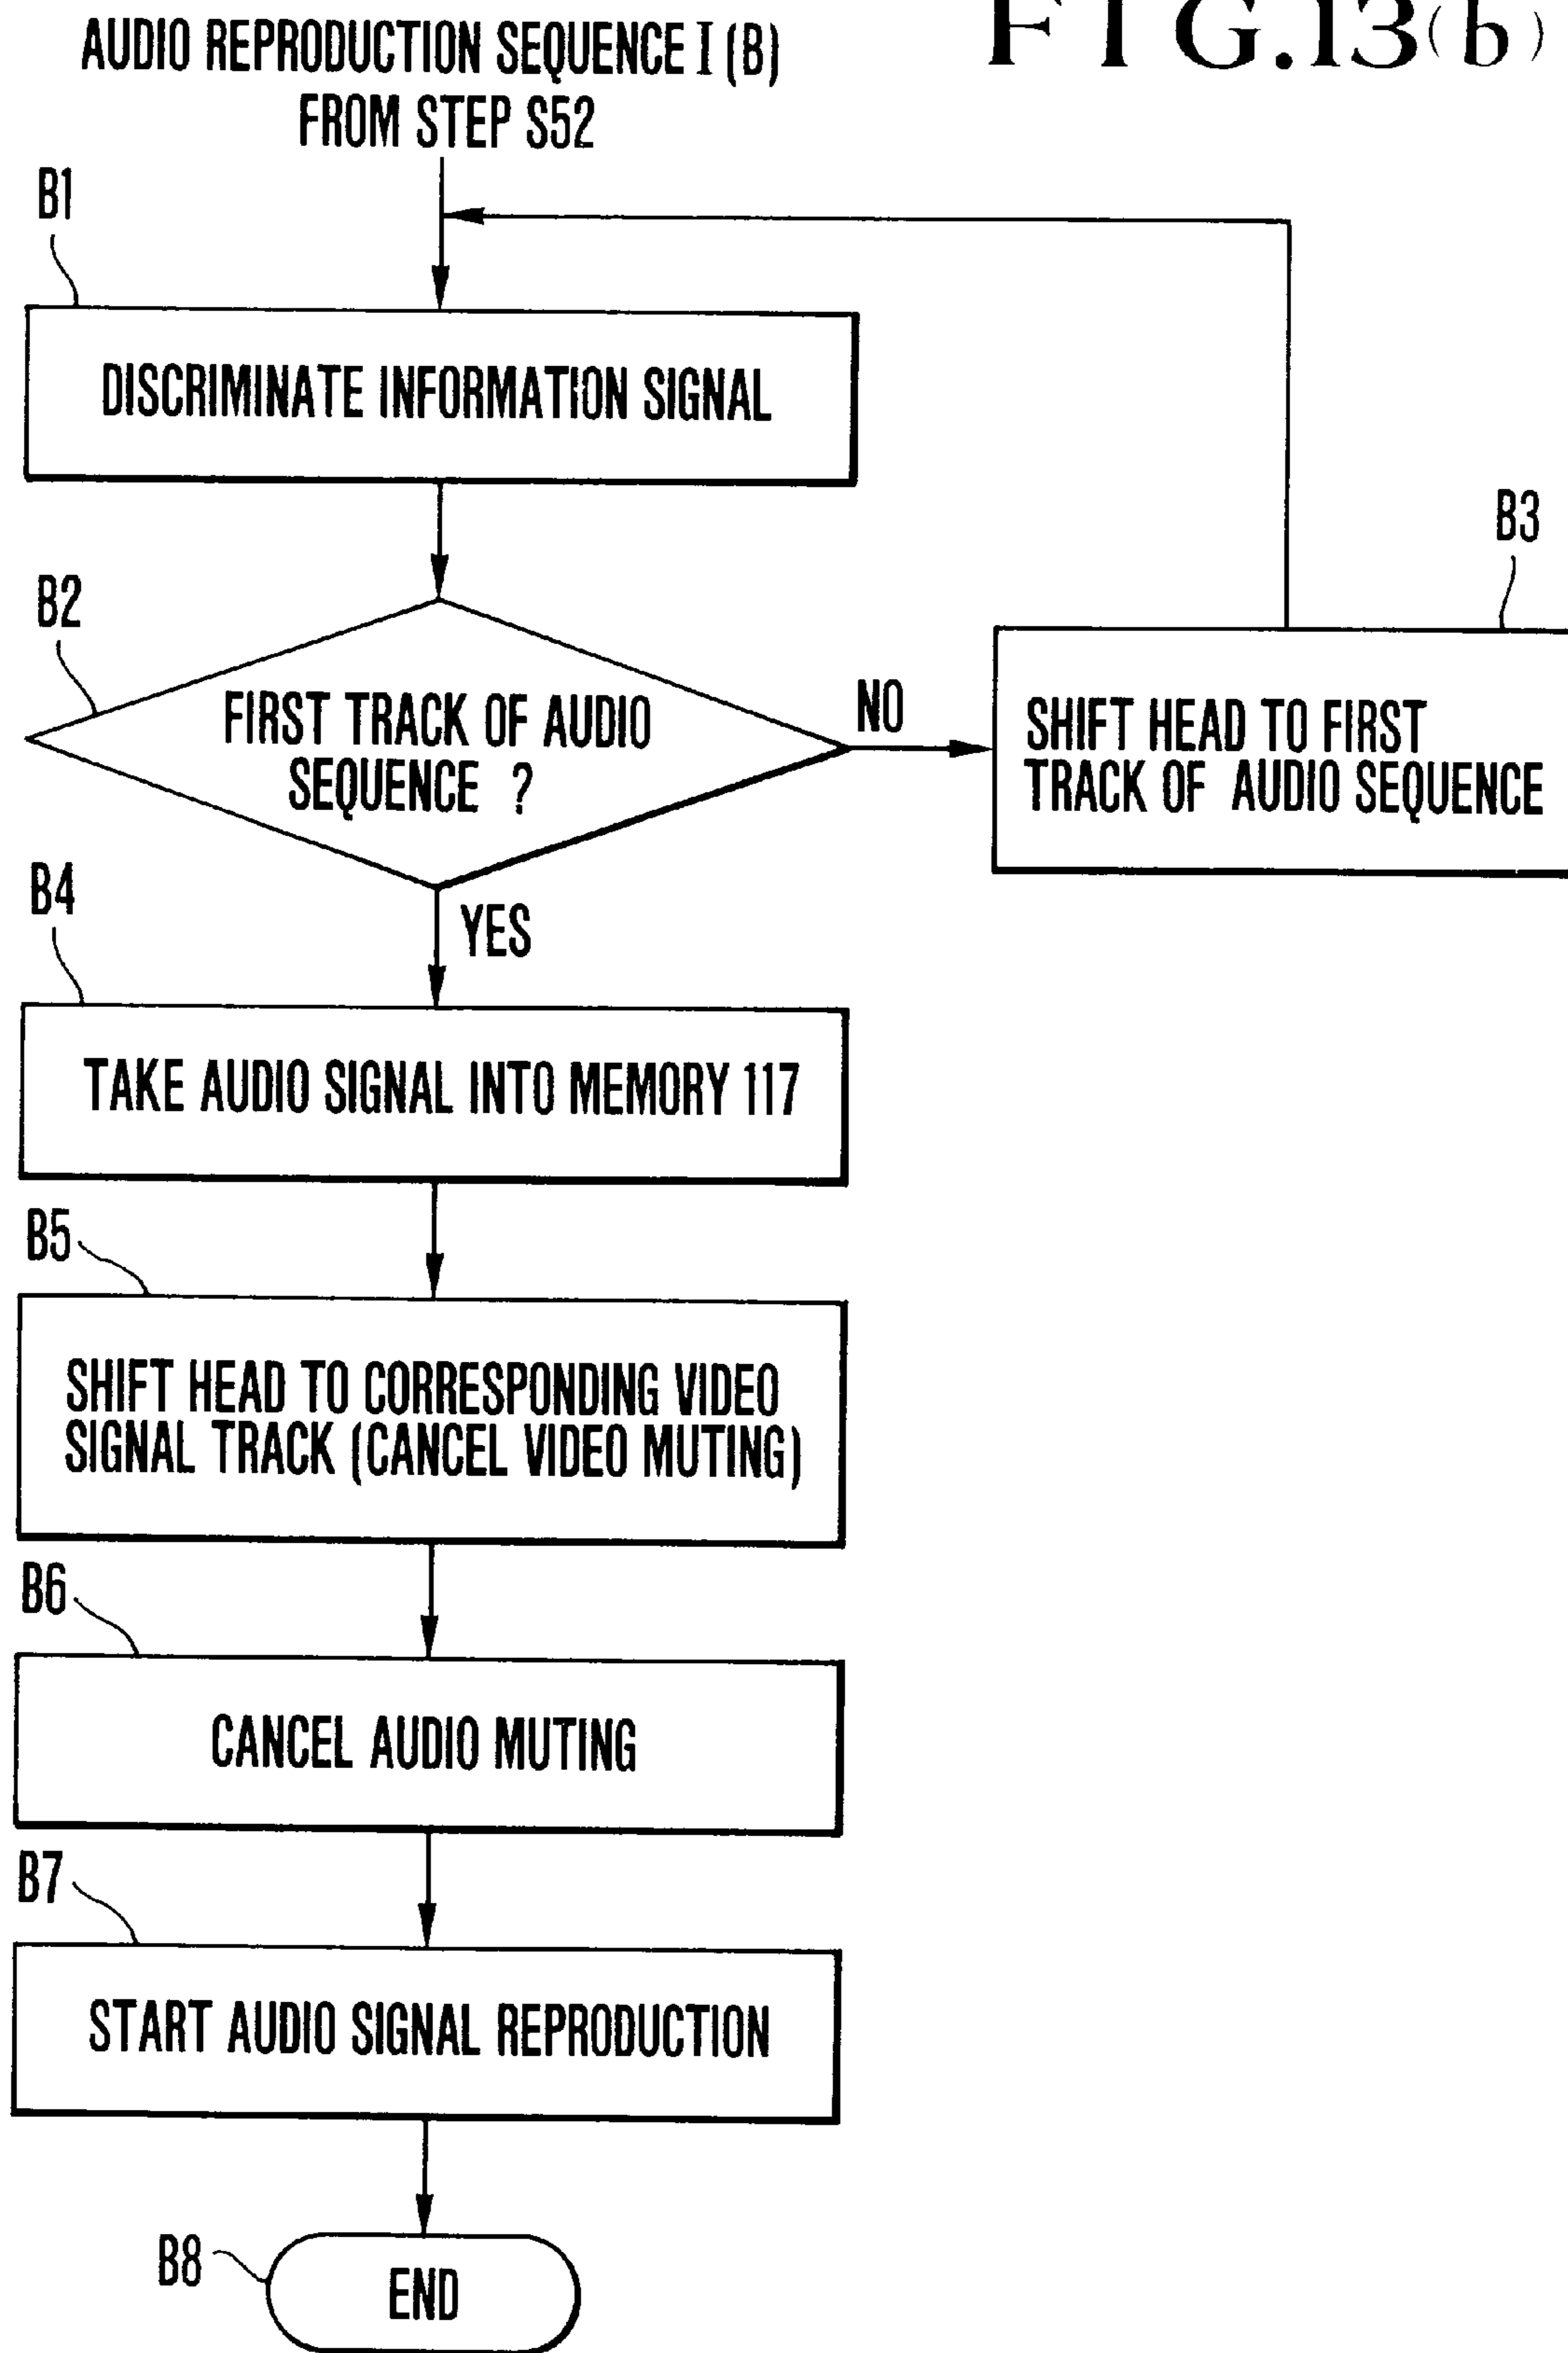 FIG.13(b)
AUDIO REPRODUCTION SEQUENCE I (B)
FROM STEP S52
B1
DISCRIMINATE INFORMATION SIGNAL
B2
FIRST TRACK OF AUDIO
SEQUENCE ?
NO
B3
SHIFT HEAD TO FIRST
TRACK OF AUDIO SEQUENCE
YES
B4
TAKE AUDIO SIGNAL INTO MEMORY 117
B5
SHIFT HEAD TO CORRESPONDING VIDEO
SIGNAL TRACK (CANCEL VIDEO MUTING)
B6
CANCEL AUDIO MUTING
B7
START AUDIO SIGNAL REPRODUCTION
B8
END